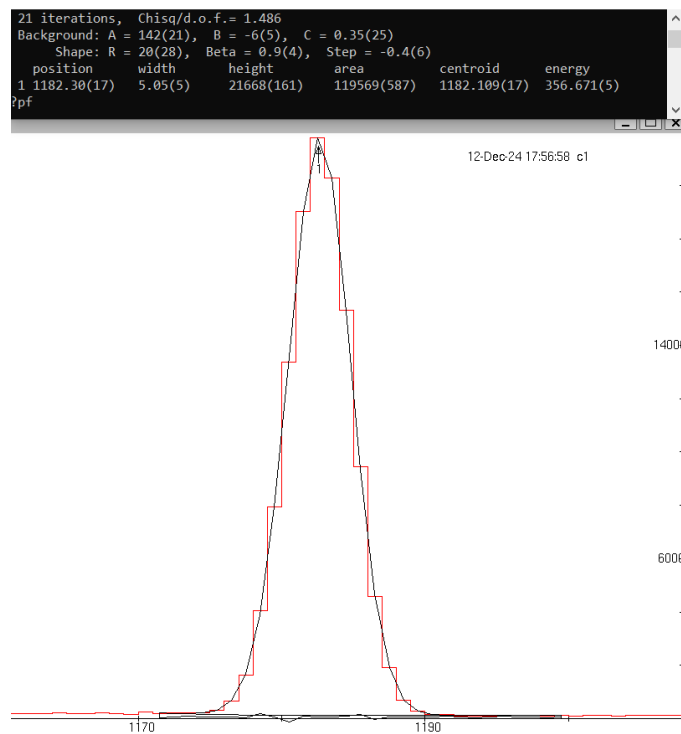 21 iterations, Chisq/d.o.f.= 1.486
Background: A = 142(21), B = -6(5), C = 0.35(25)
Shape: R = 20(28), Beta = 0.9(4), Step = -0.4(6)
position width height area centroid energy
1 1182.30(17) 5.05(5) 21668(161) 119569(587) 1182.109(17) 356.671(5)
?pf
12-Dec-24 17:56:58 c1
1
1400
600
1170 1190